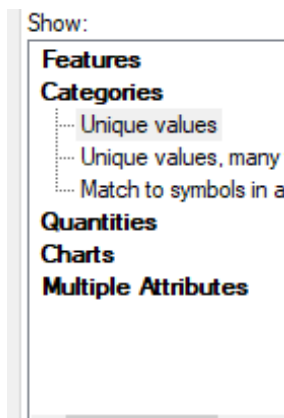 Show:
Features
Categories
Unique values
Unique values, many
Match to symbols in a
Quantities
Charts
Multiple Attributes